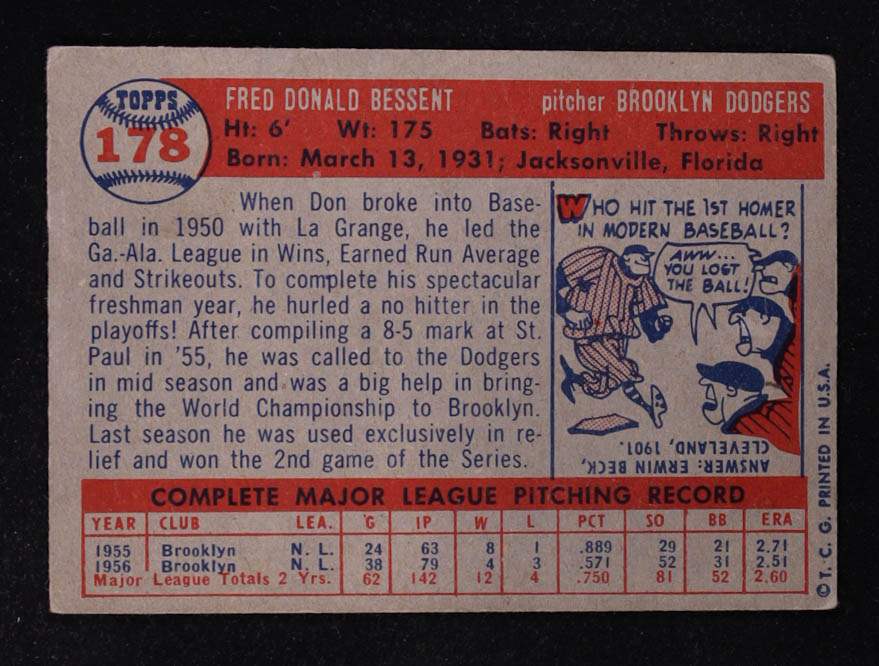 TOPPS
178
FRED DONALD BESSENT pitcher BROOKLYN DODGERS
Ht: 6' Wt: 175 Bats: Right Throws: Right
Born: March 13, 1931; Jacksonville, Florida
When Don broke into Base-
ball in 1950 with La Grange, he led the
Ga.-Ala. League in Wins, Earned Run Average
and Strikeouts. To complete his spectacular
freshman year, he hurled a no hitter in the
playoffs! After compiling a 8-5 mark at St.
Paul in '55, he was called to the Dodgers
in mid season and was a big help in bring-
ing the World Championship to Brooklyn.
Last season he was used exclusively in re-
lief and won the 2nd game of the Series.
WHO HIT THE 1ST HOMER
IN MODERN BASEBALL?
AWW...
YOU LOST
THE BALL!
ANSWER: ERWIN BECK,
CLEVELAND, 1901.
COMPLETE MAJOR LEAGUE PITCHING RECORD
YEAR CLUB LEA. G IP W L PCT SO BB ERA
1955 Brooklyn N. L. 24 63 8 1 .889 29 21 2.71
1956 Brooklyn N. L. 38 79 4 3 .571 52 31 2.51
Major League Totals 2 Yrs. 62 142 12 4 .750 81 52 2.60
© T. C. G. PRINTED IN U.S.A.